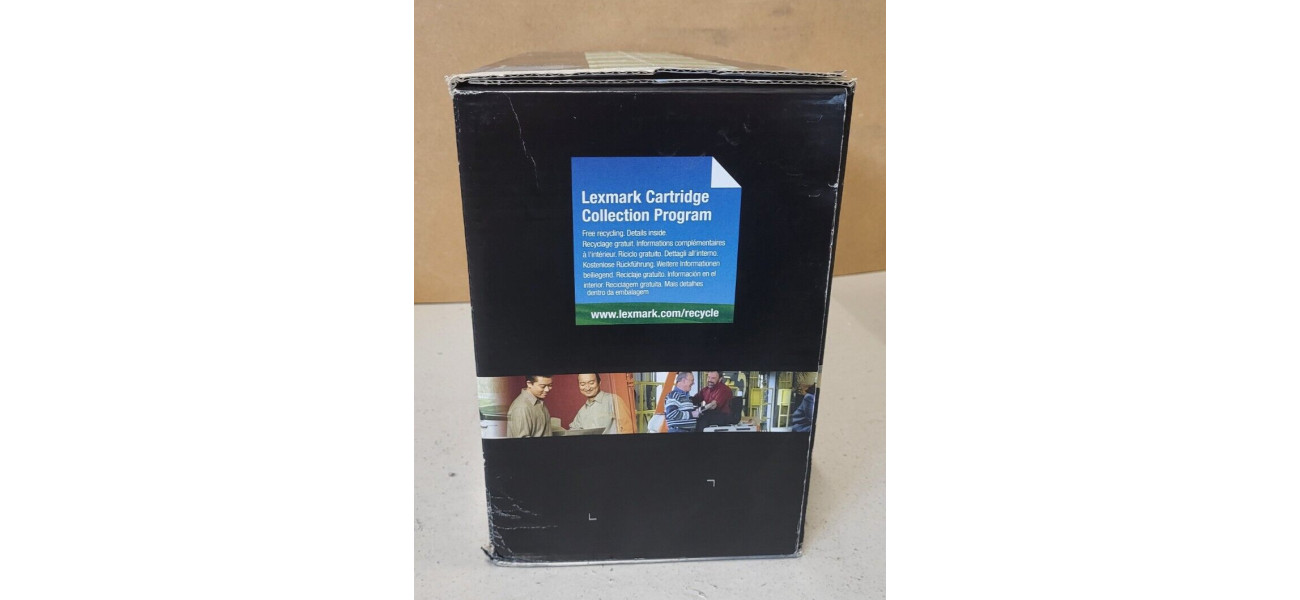 Lexmark Cartridge
Collection Program
Free recycling. Details inside.
Recyclage gratuit. Informations complémentaires
à l'intérieur. Riciclo gratuito. Dettagli all'interno.
Kostenlose Rückführung. Weitere Informationen
beiliegend. Reciclaje gratuito. Información en el
interior. Reciclagem gratuita. Mais detalhes
dentro da embalagem
www.lexmark.com/recycle